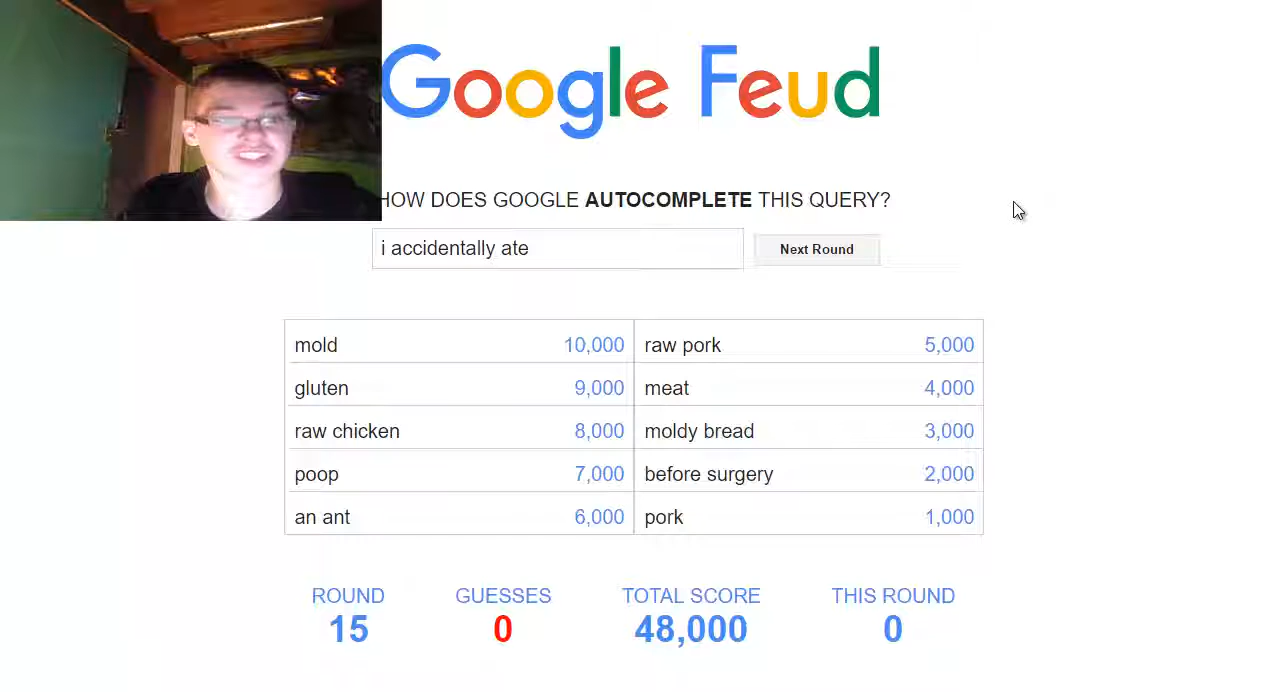 Google Feud
HOW DOES GOOGLE AUTOCOMPLETE THIS QUERY?
i accidentally ate
Next Round
mold 10,000
gluten 9,000
raw chicken 8,000
poop 7,000
an ant 6,000
raw pork 5,000
meat 4,000
moldy bread 3,000
before surgery 2,000
pork 1,000
ROUND GUESSES TOTAL SCORE THIS ROUND
15 0 48,000 0